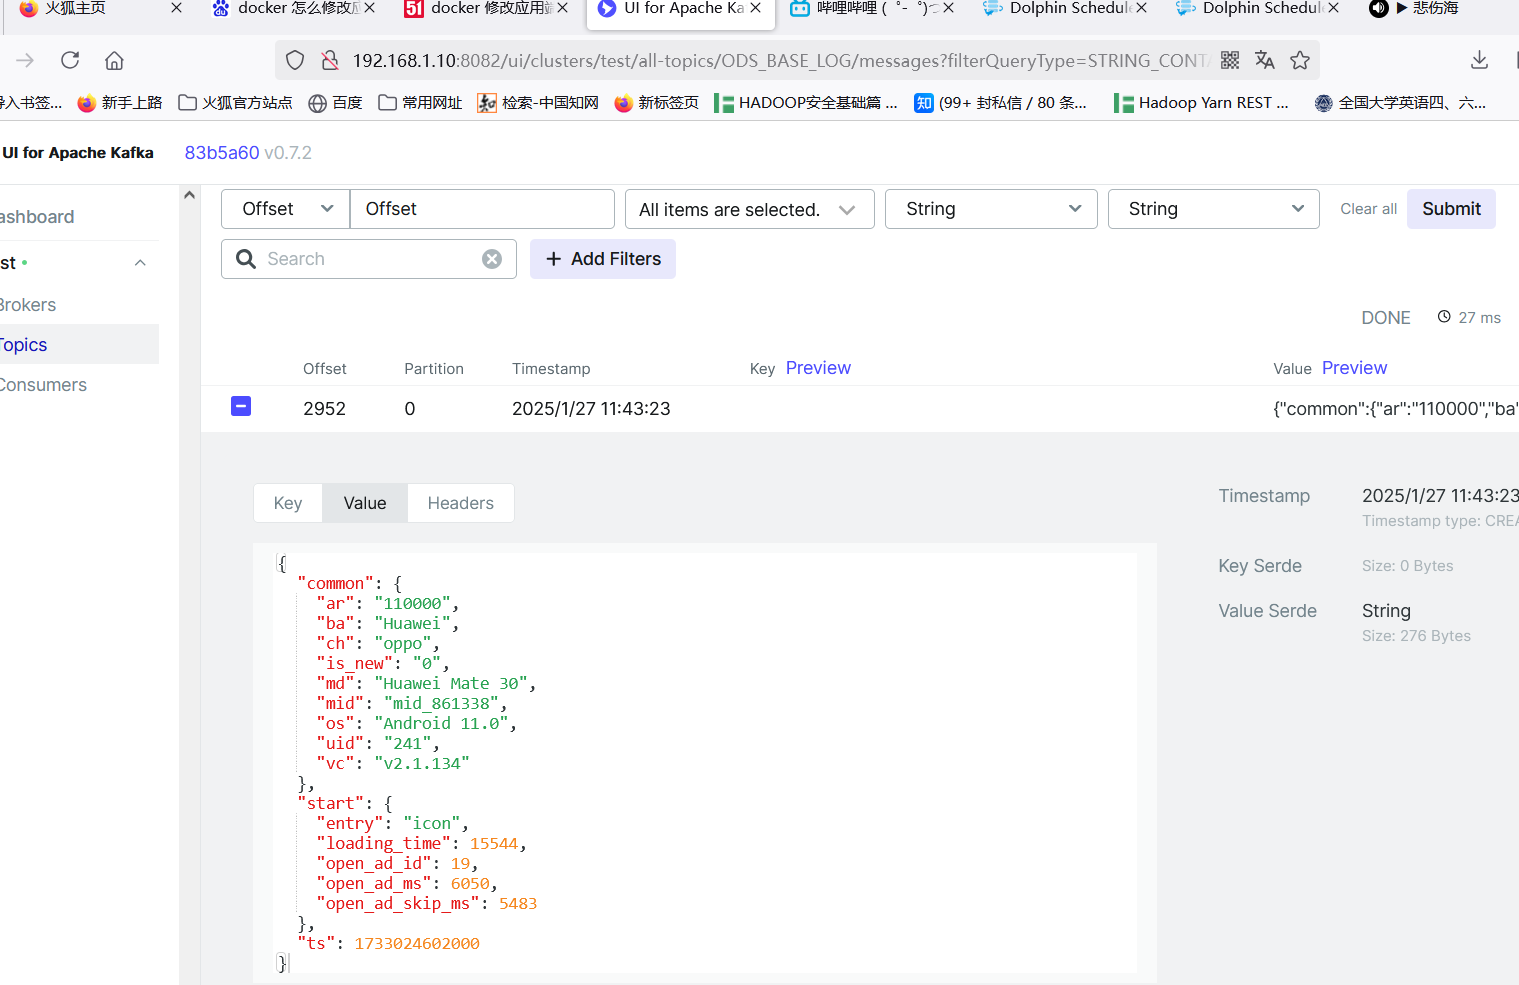 火狐主页
docker 怎么修改应
docker 修改应用端
UI for Apache Ka
哔哩哔哩 (゜-゜)つ
Dolphin Schedule
Dolphin Schedul
悲伤海
192.168.1.10:8082/ui/clusters/test/all-topics/ODS_BASE_LOG/messages?filterQueryType=STRING_CONTA
导入书签...
新手上路
火狐官方站点
百度
常用网址
检索-中国知网
新标签页
HADOOP安全基础篇 ...
知 (99+ 封私信 / 80 条...
Hadoop Yarn REST ...
全国大学英语四、六...
UI for Apache Kafka 83b5a60 v0.7.2
ashboard
st
Brokers
Topics
Consumers
Offset
Offset
All items are selected.
String
String
Clear all
Submit
Search
+ Add Filters
DONE 27 ms
Offset Partition Timestamp Key Preview Value Preview
2952 0 2025/1/27 11:43:23 {"common":{"ar":"110000","ba"
Key Value Headers
{
"common": {
"ar": "110000",
"ba": "Huawei",
"ch": "oppo",
"is_new": "0",
"md": "Huawei Mate 30",
"mid": "mid_861338",
"os": "Android 11.0",
"uid": "241",
"vc": "v2.1.134"
},
"start": {
"entry": "icon",
"loading_time": 15544,
"open_ad_id": 19,
"open_ad_ms": 6050,
"open_ad_skip_ms": 5483
},
"ts": 1733024602000
}
Timestamp 2025/1/27 11:43:23
Timestamp type: CREA
Key Serde
Size: 0 Bytes
Value Serde String
Size: 276 Bytes